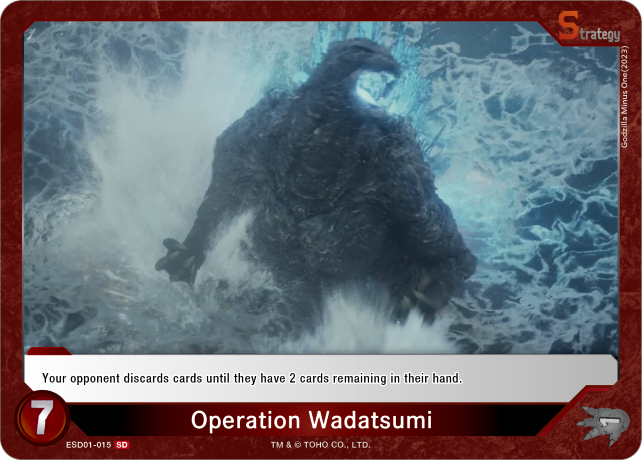 Strategy
Godzilla Minus One(2023)
Your opponent discards cards until they have 2 cards remaining in their hand.
7
Operation Wadatsumi
1
ESD01-015 SD
TM & © TOHO CO., LTD.